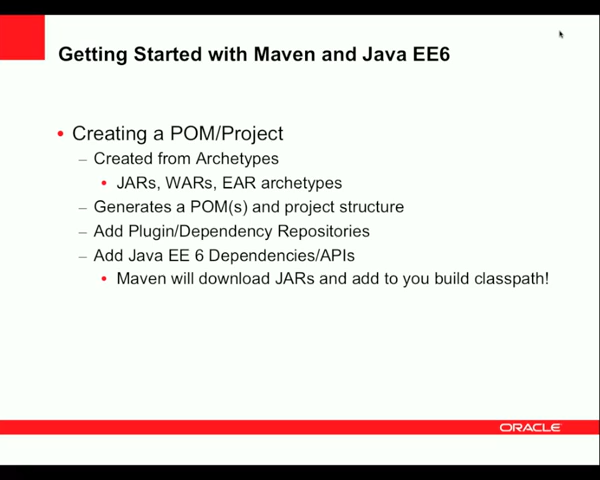 Getting Started with Maven and Java EE6
• Creating a POM/Project
– Created from Archetypes
• JARs, WARs, EAR archetypes
– Generates a POM(s) and project structure
– Add Plugin/Dependency Repositories
– Add Java EE 6 Dependencies/APIs
• Maven will download JARs and add to you build classpath!
ORACLE